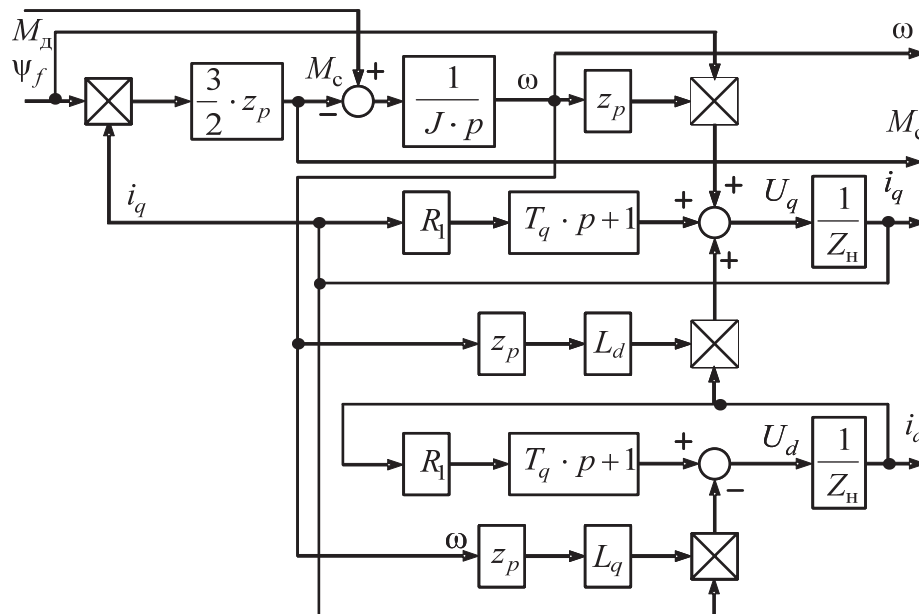 M_д
ω
ψ_f
3/2 · z_p
M_c
+
−
1/(J · p)
ω
z_p
M_c
i_q
R_1
T_q · p + 1
+
+
+
U_q
1/Z_н
i_q
z_p
L_d
R_1
T_q · p + 1
+
−
U_d
1/Z_н
i_d
ω
z_p
L_q